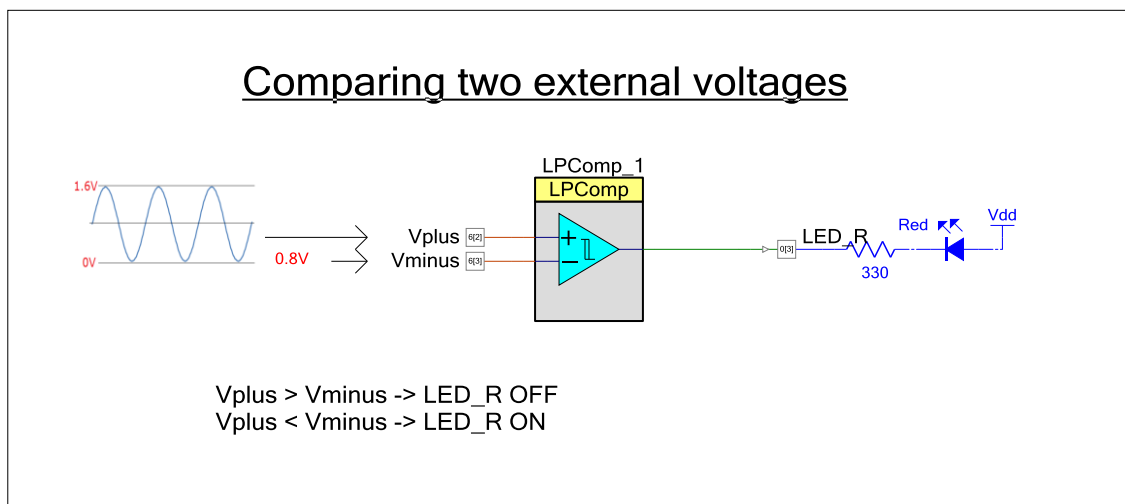 Comparing two external voltages
LPComp_1
LPComp
1.6V
0V
0.8V
Vplus 6[2]
Vminus 6[3]
+
−
0[3]
LED_R
330
Red
Vdd
Vplus > Vminus -> LED_R OFF
Vplus < Vminus -> LED_R ON